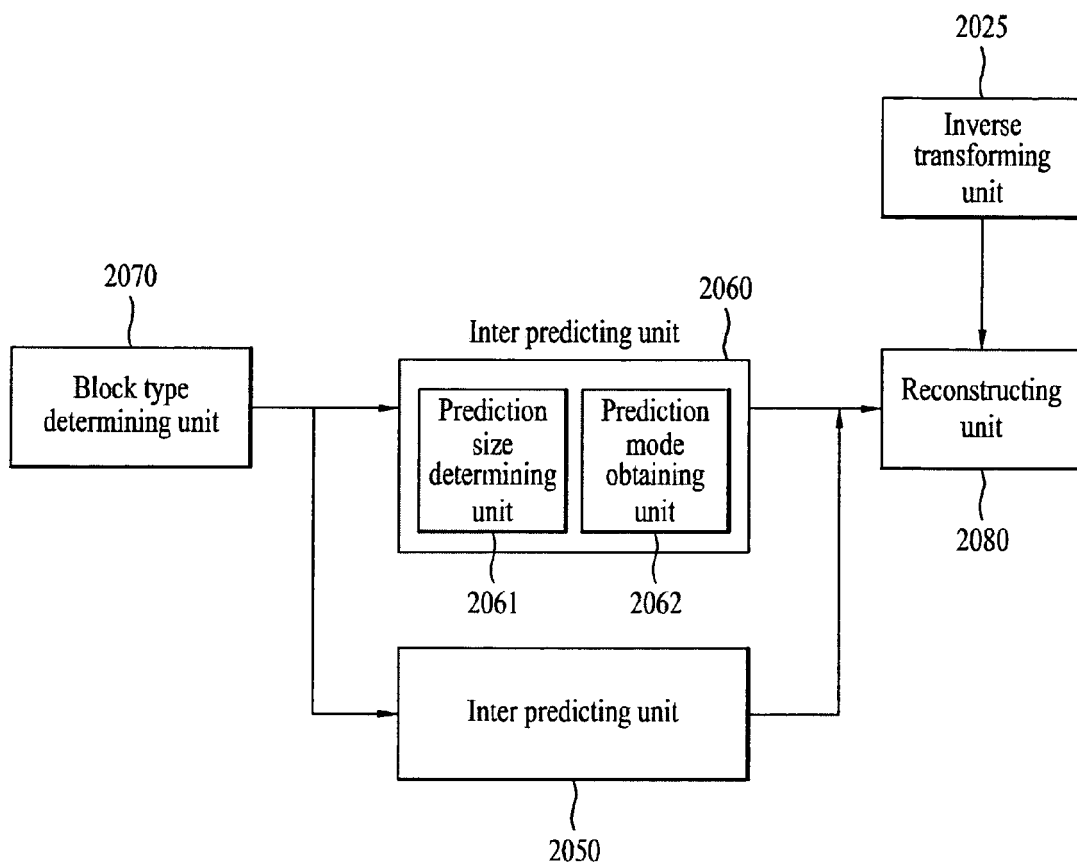 2025
Inverse
transforming
unit
2070
Block type
determining unit
2060
Inter predicting unit
Prediction
size
determining
unit
Prediction
mode
obtaining
unit
2061
2062
Reconstructing
unit
2080
Inter predicting unit
2050